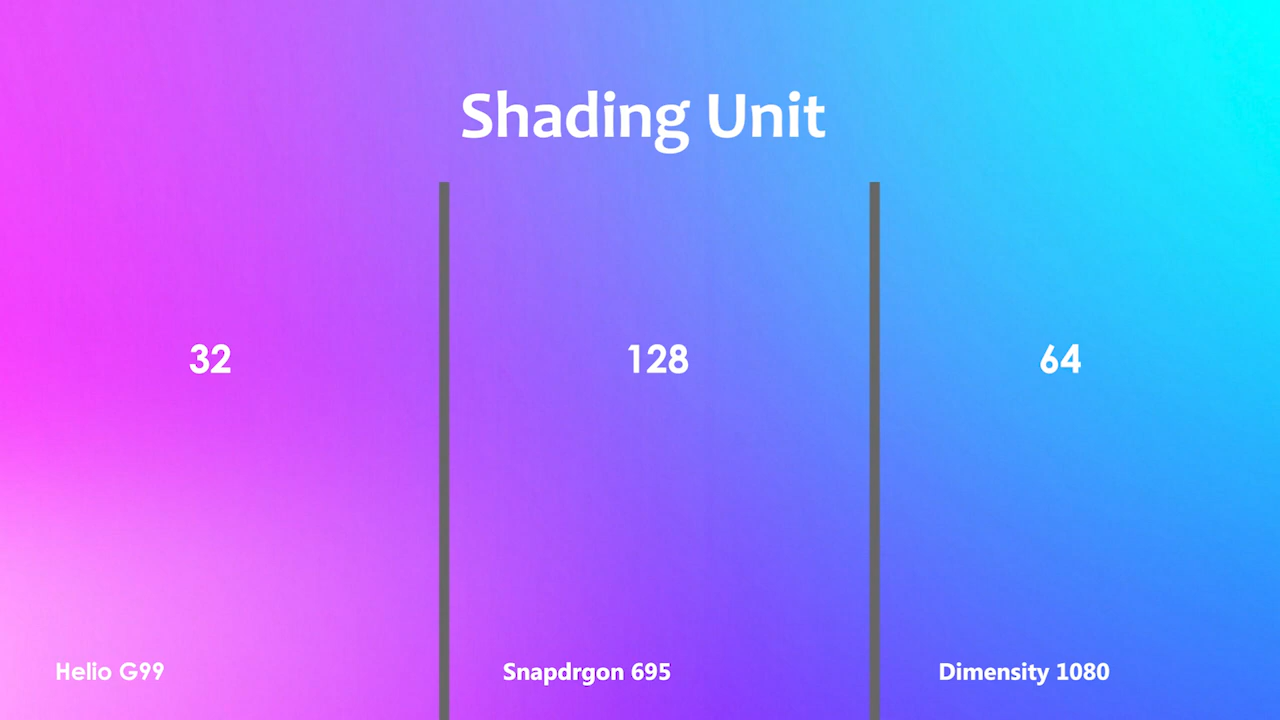 Shading Unit
32
128
64
Helio G99
Snapdrgon 695
Dimensity 1080